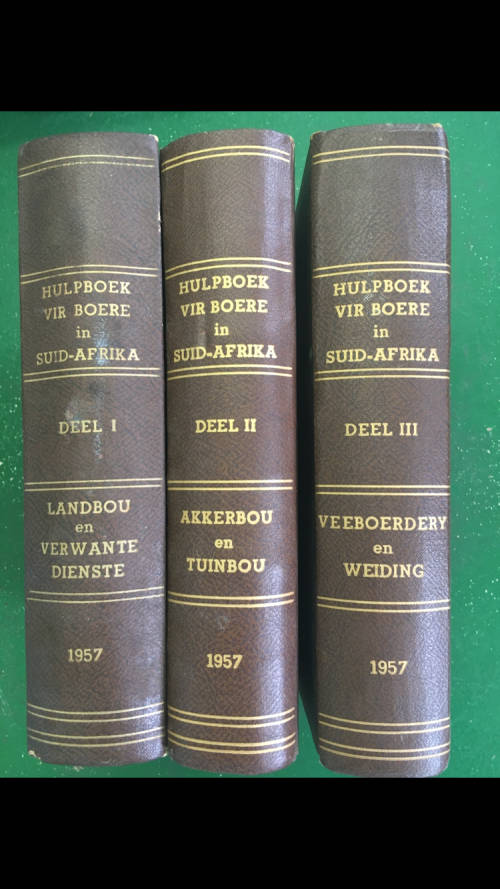 HULPBOEK
VIR BOERE
in
SUID-AFRIKA
DEEL I
LANDBOU
en
VERWANTE
DIENSTE
1957
HULPBOEK
VIR BOERE
in
SUID-AFRIKA
DEEL II
AKKERBOU
en
TUINBOU
1957
HULPBOEK
VIR BOERE
in
SUID-AFRIKA
DEEL III
VEEBOERDERY
en
WEIDING
1957